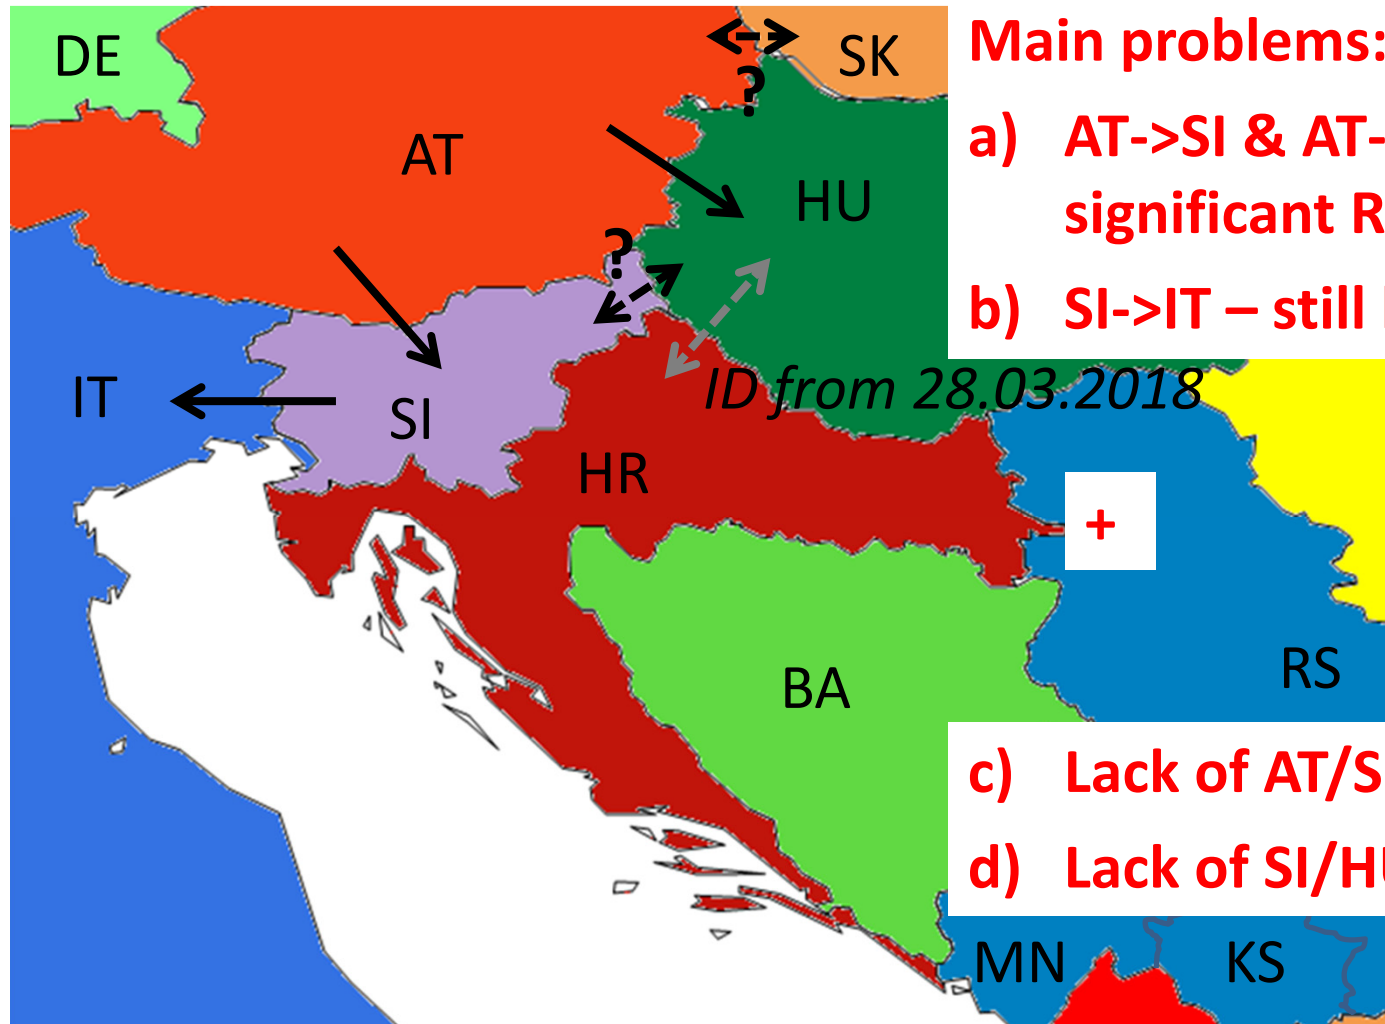 DE
SK
Main problems:
?
AT
a) AT->SI & AT-
HU
significant R
?
b) SI->IT – still
IT
ID from 28.03.2018
SI
HR
+
BA
RS
c) Lack of AT/S
d) Lack of SI/HU
MN
KS